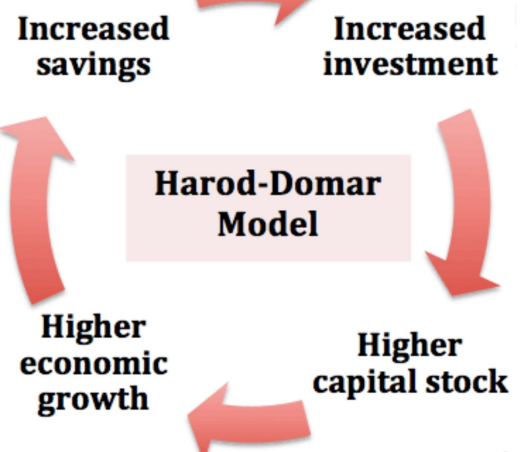 Increased
savings
Increased
investment
Harod-Domar
Model
Higher
economic
growth
Higher
capital stock